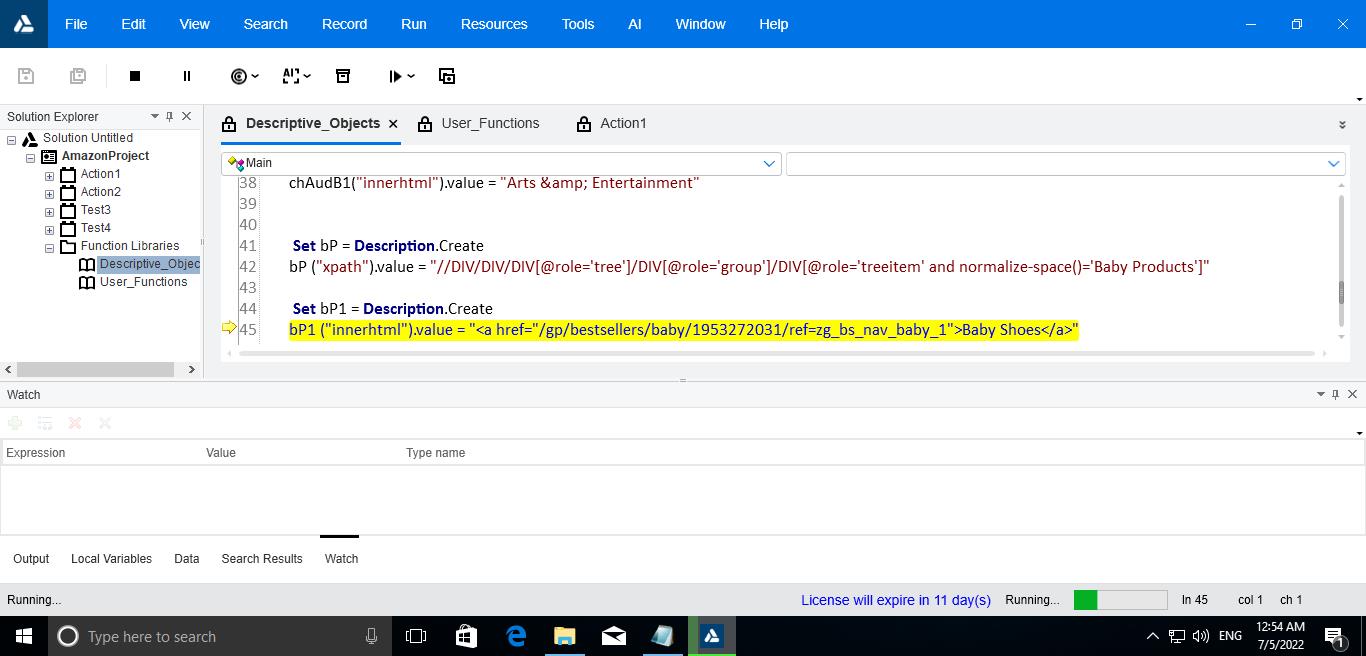 File Edit View Search Record Run Resources Tools AI Window Help
Solution Explorer
Solution Untitled
AmazonProject
Action1
Action2
Test3
Test4
Function Libraries
Descriptive_Objec
User_Functions
Descriptive_Objects User_Functions Action1
Main
38 chAudB1("innerhtml").value = "Arts &amp; Entertainment"
39
40
41 Set bP = Description.Create
42 bP ("xpath").value = "//DIV/DIV/DIV[@role='tree']/DIV[@role='group']/DIV[@role='treeitem' and normalize-space()='Baby Products']"
43
44 Set bP1 = Description.Create
45 bP1 ("innerhtml").value = "<a href="/gp/bestsellers/baby/1953272031/ref=zg_bs_nav_baby_1">Baby Shoes</a>"
Watch
Expression Value Type name
Output Local Variables Data Search Results Watch
Running... License will expire in 11 day(s) Running... ln 45 col 1 ch 1
Type here to search
ENG
12:54 AM
7/5/2022
1